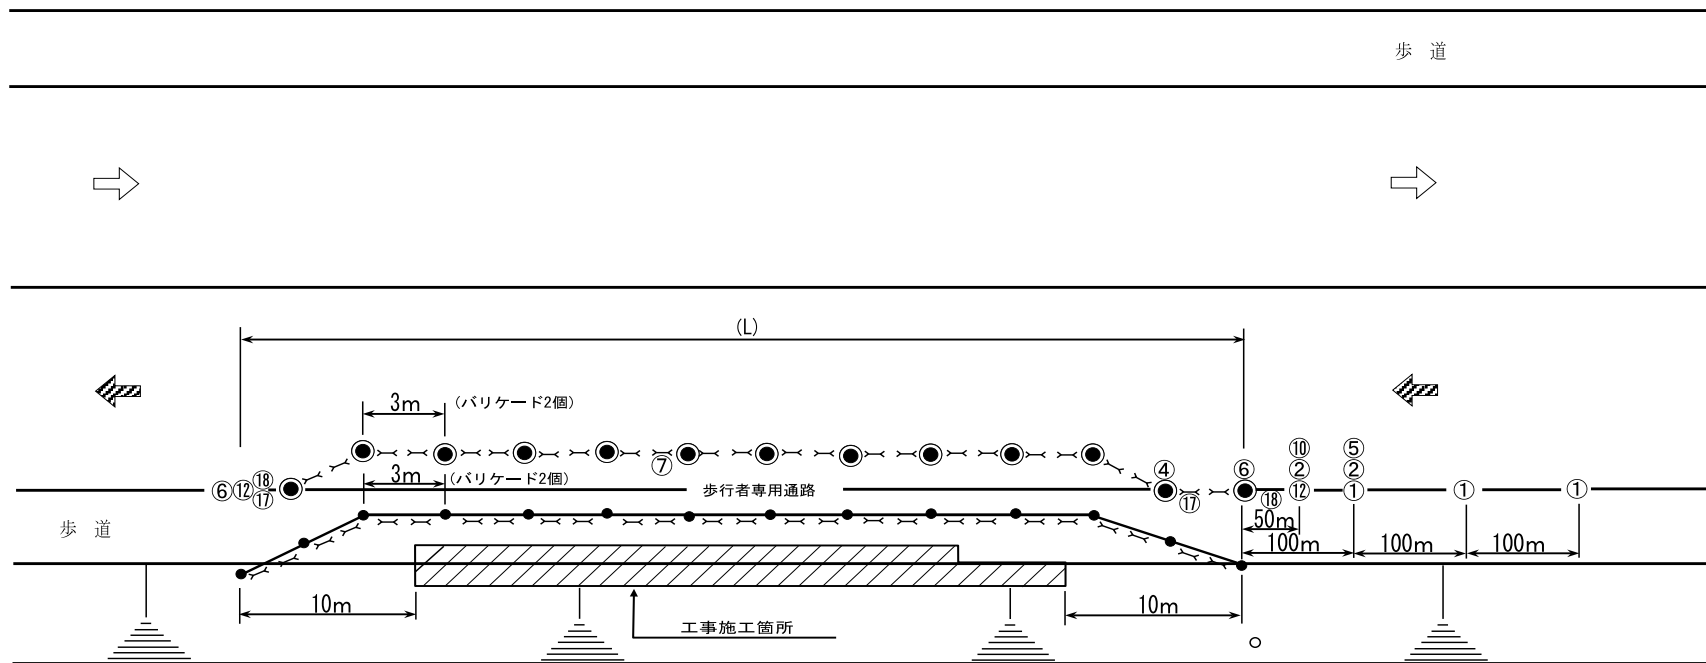 歩 道
(L)
3m (バリケード2個)
⑦
3m (バリケード2個)
⑥⑫⑱
⑰
歩行者専用通路
④
⑰
⑥
⑱
⑩
②
⑫
⑤
②
①
①
①
歩 道
50m
100m 100m 100m
10m
10m
工事施工箇所